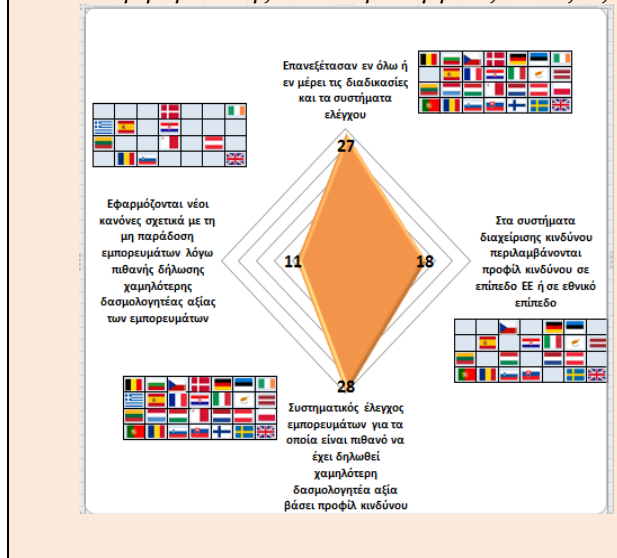 Επανεξέτασαν εν όλω ή
εν μέρει τις διαδικασίες
και τα συστήματα
ελέγχου
27
Εφαρμόζονται νέοι
κανόνες σχετικά με τη
μη παράδοση
εμπορευμάτων λόγω
πιθανής δήλωσης
χαμηλότερης
δασμολογητέας αξίας
των εμπορευμάτων
11
18
Στα συστήματα
διαχείρισης κινδύνου
περιλαμβάνονται
προφίλ κινδύνου σε
επίπεδο ΕΕ ή σε εθνικό
επίπεδο
28
Συστηματικός έλεγχος
εμπορευμάτων για τα
οποία είναι πιθανό να
έχει δηλωθεί
χαμηλότερη
δασμολογητέα αξία
βάσει προφίλ κινδύνου